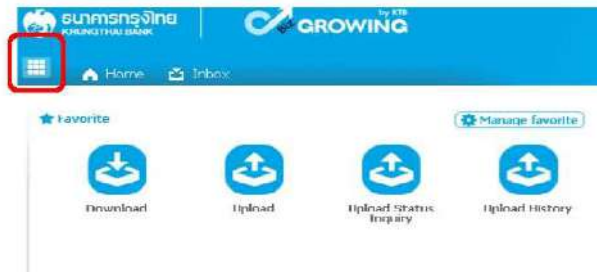 ธนาคารกรุงไทย
KRUNGTHAI BANK
by KTB
Biz GROWING
Home Inbox
Favorite Manage favorite
Download Upload Upload Status Inquiry Upload History